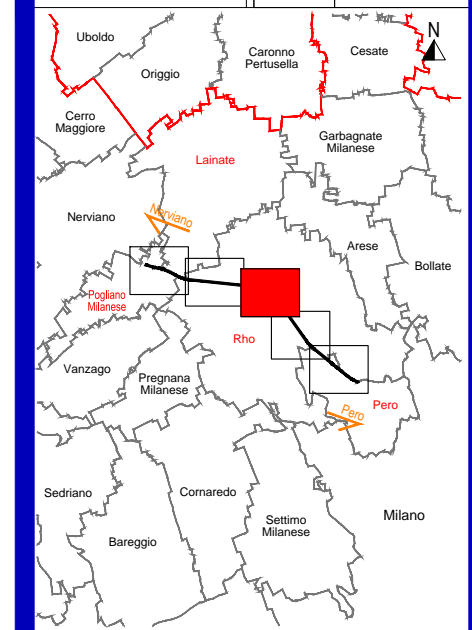 N
Uboldo
Origgio
Caronno
Pertusella
Cesate
Cerro
Maggiore
Garbagnate
Milanese
Lainate
Nerviano
Nerviano
Arese
Bollate
Pogliano
Milanese
Rho
Vanzago
Pregnana
Milanese
Pero
Pero
Sedriano
Cornaredo
Settimo
Milanese
Milano
Bareggio